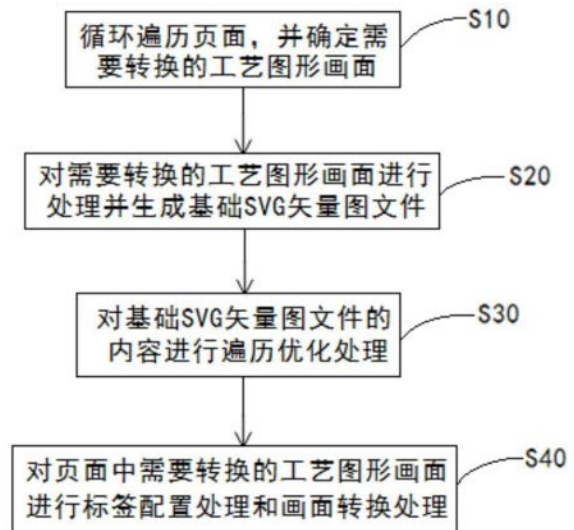 循环遍历页面，并确定需
要转换的工艺图形画面
S10
对需要转换的工艺图形画面进行
处理并生成基础SVG矢量图文件
S20
对基础SVG矢量图文件的
内容进行遍历优化处理
S30
对页面中需要转换的工艺图形画面
进行标签配置处理和画面转换处理
S40